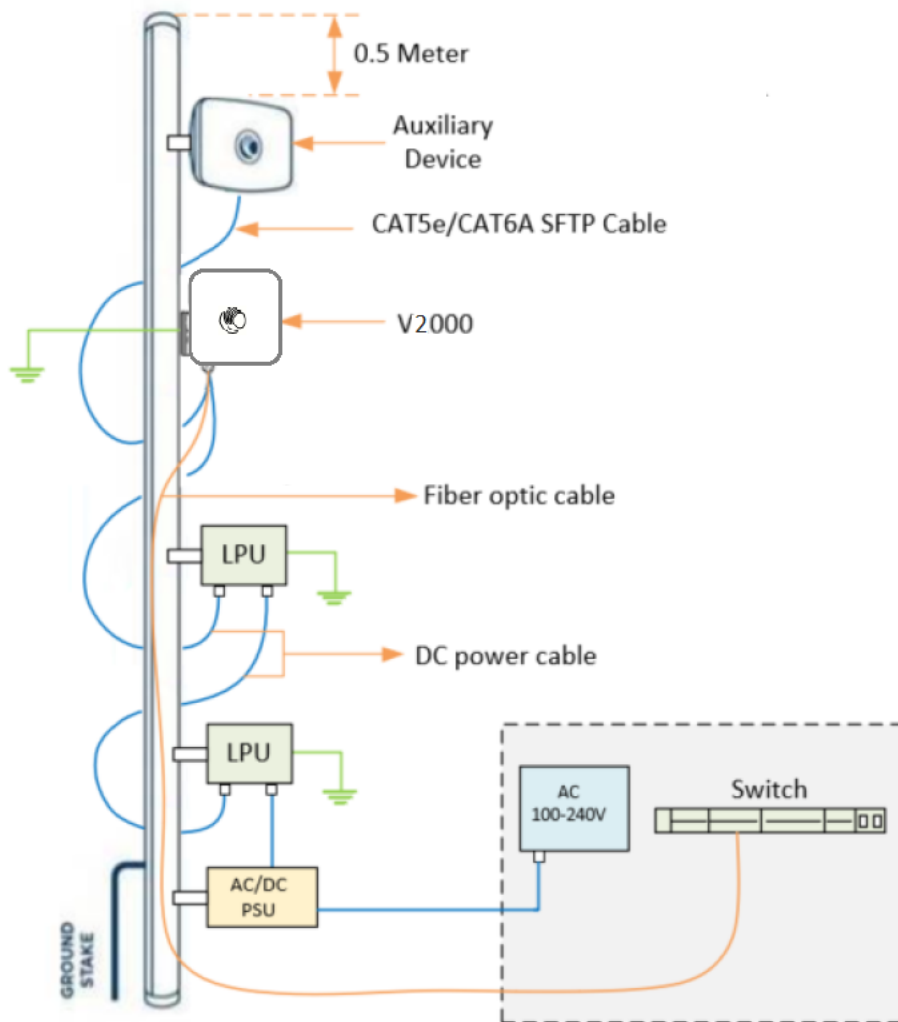 0.5 Meter
Auxiliary
Device
CAT5e/CAT6A SFTP Cable
V2000
Fiber optic cable
LPU
DC power cable
LPU
AC
100-240V
Switch
AC/DC
PSU
GROUND
STAKE